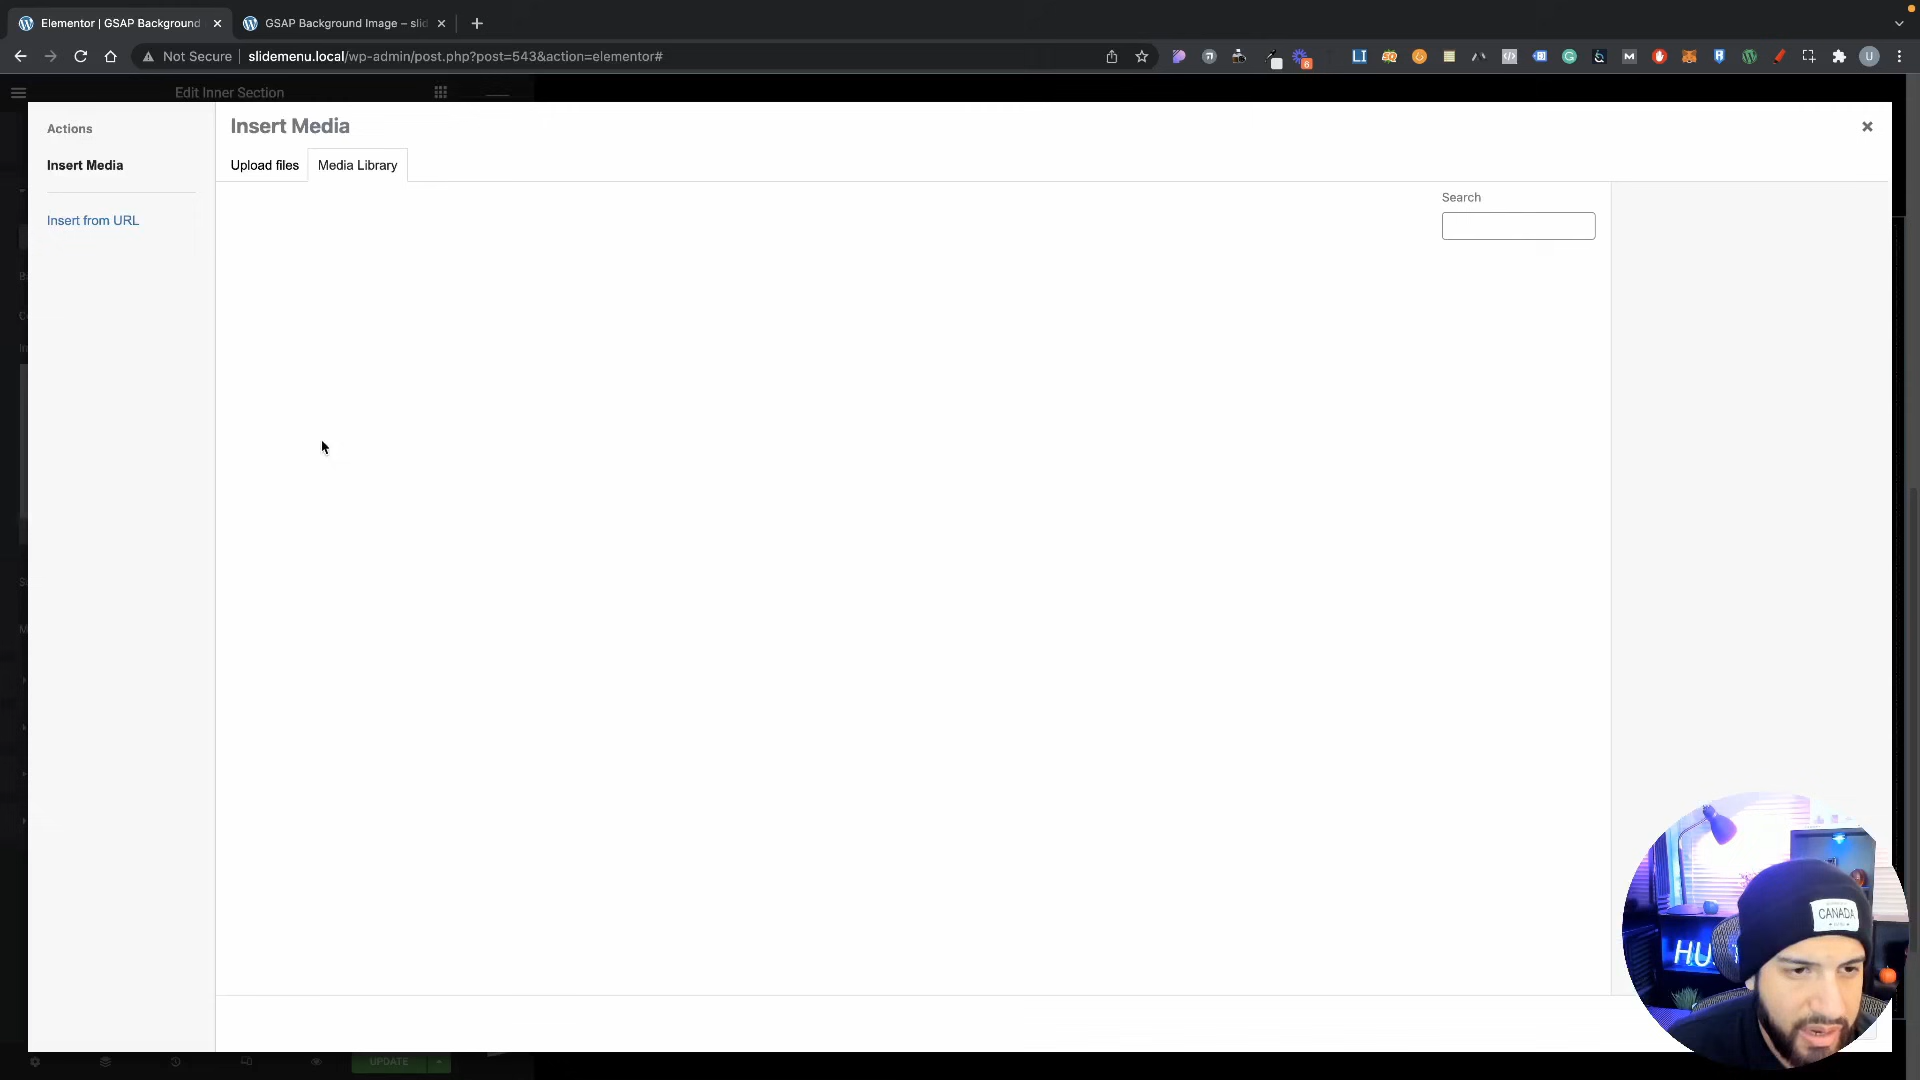 Elementor | GSAP Background
GSAP Background Image – slid
Not Secure
slidemenu.local/wp-admin/post.php?post=543&action=elementor#
Edit Inner Section
Actions
Insert Media
Insert from URL
Insert Media
Upload files
Media Library
Search
UPDATE
CANADA